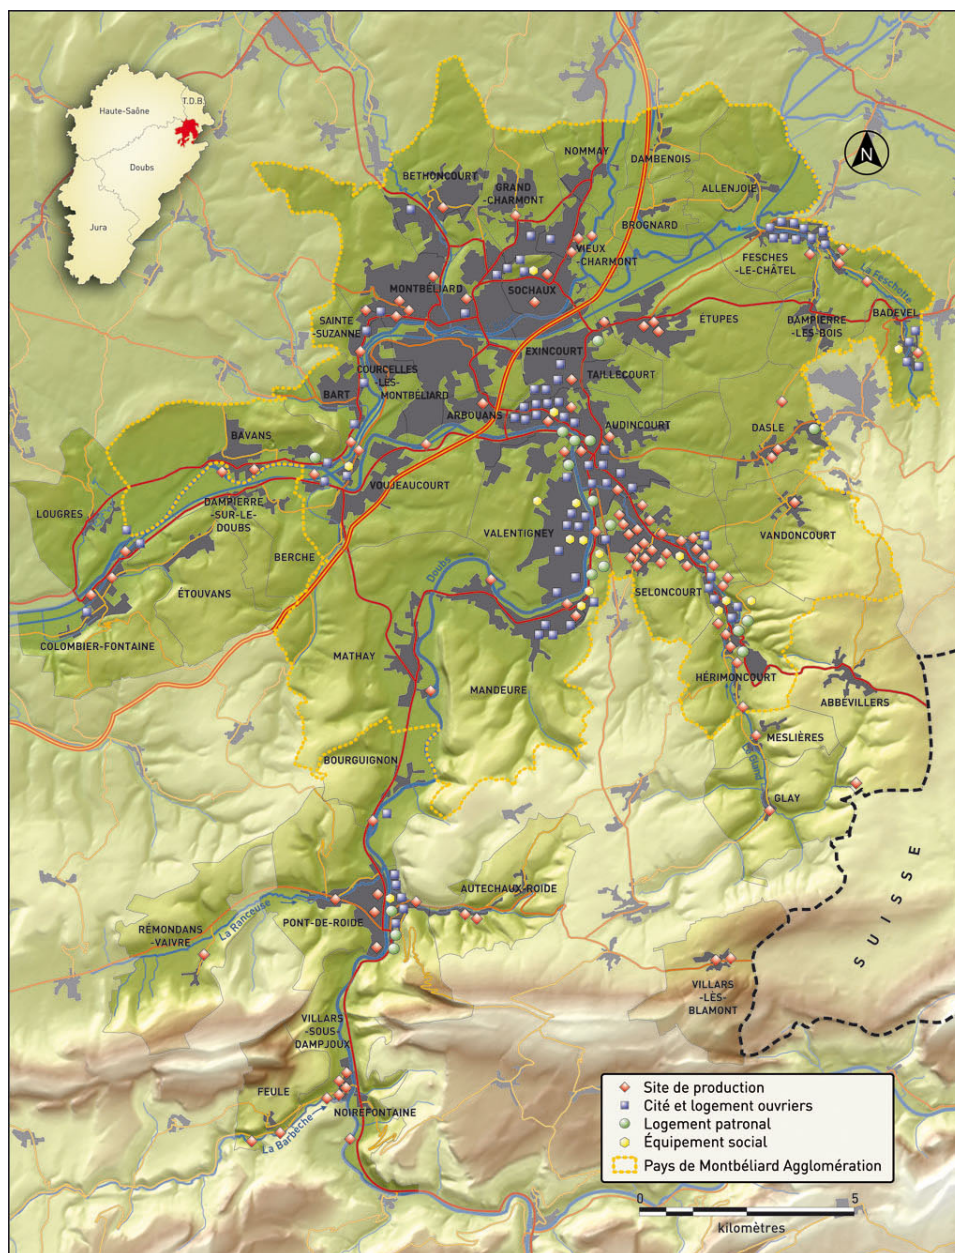 Haute-Saône
T.D.B.
Doubs
Jura
N
NOMMAY
DAMBENOIS
BETHONCOURT
GRAND
-CHARMONT
ALLENJOIE
BROGNARD
VIEUX
-CHARMONT
FESCHES
-LE-CHÂTEL
La Feschotte
MONTBÉLIARD
SOCHAUX
SAINTE
-SUZANNE
ÉTUPES
BAMPIERRE
-LES-BOIS
BADEVEL
EXINCOURT
COURCELLES
-LES-
MONTBÉLIARD
TAILLECOURT
BART
ARBOUANS
AUDINCOURT
DASLE
BAVANS
VOUJEAUCOURT
LOUGRES
DAMPIERRE
-SUR-LE-
DOUBS
VALENTIGNEY
VANDONCOURT
BERCHE
Doubs
ÉTOUVANS
SELONCOURT
COLOMBIER-FONTAINE
MATHAY
MANDEURE
HÉRIMONCOURT
ABBÉVILLERS
MESLIÈRES
BOURGUIGNON
Le Gland
GLAY
SUISSE
AUTECHAUX-ROIDE
La Ranceuse
PONT-DE-ROIDE
RÉMONDANS
-VAIVRE
VILLARS
-LÈS-
BLAMONT
VILLARS
-SOUS-
DAMPJOUX
FEULE
NOIREFONTAINE
La Barbèche
Site de production
Cité et logement ouvriers
Logement patronal
Équipement social
Pays de Montbéliard Agglomération
0 5
kilomètres